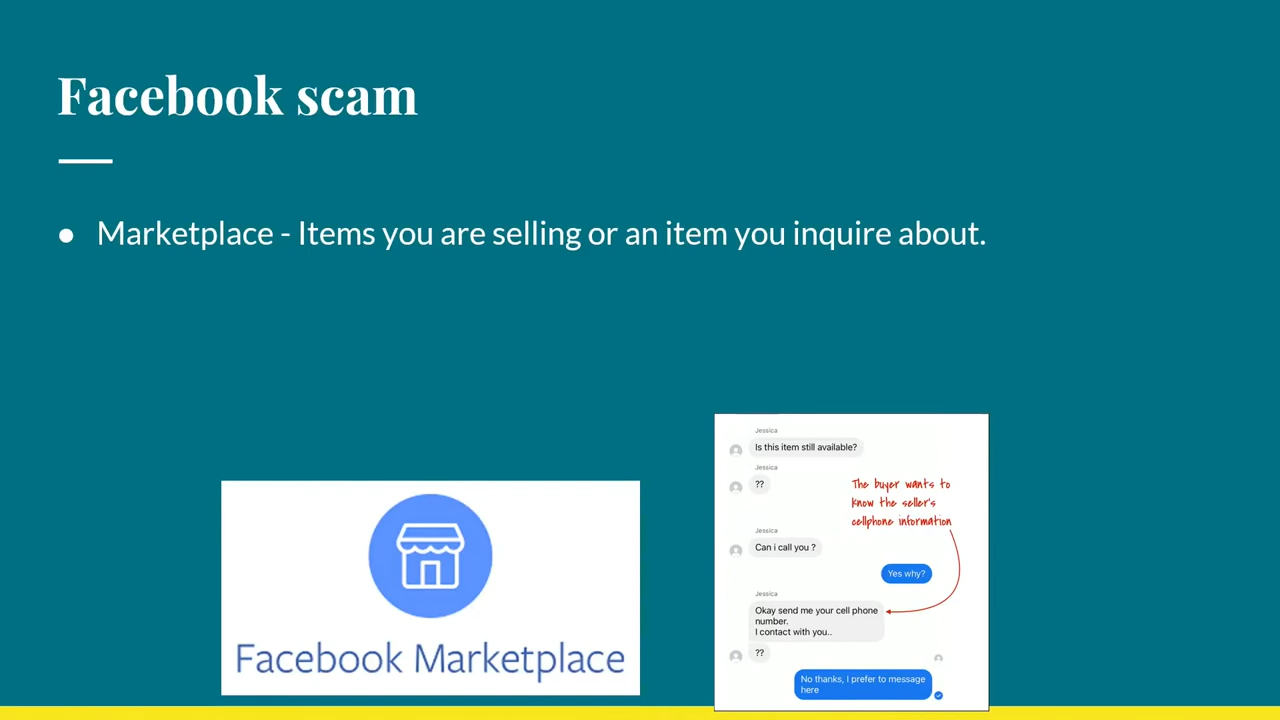 Facebook scam
● Marketplace - Items you are selling or an item you inquire about.
Facebook Marketplace
Jessica
Is this item still available?
Jessica
??
The buyer wants to
know the seller's
cellphone information
Jessica
Can i call you ?
Yes why?
Jessica
Okay send me your cell phone
number.
I contact with you..
??
No thanks, I prefer to message
here